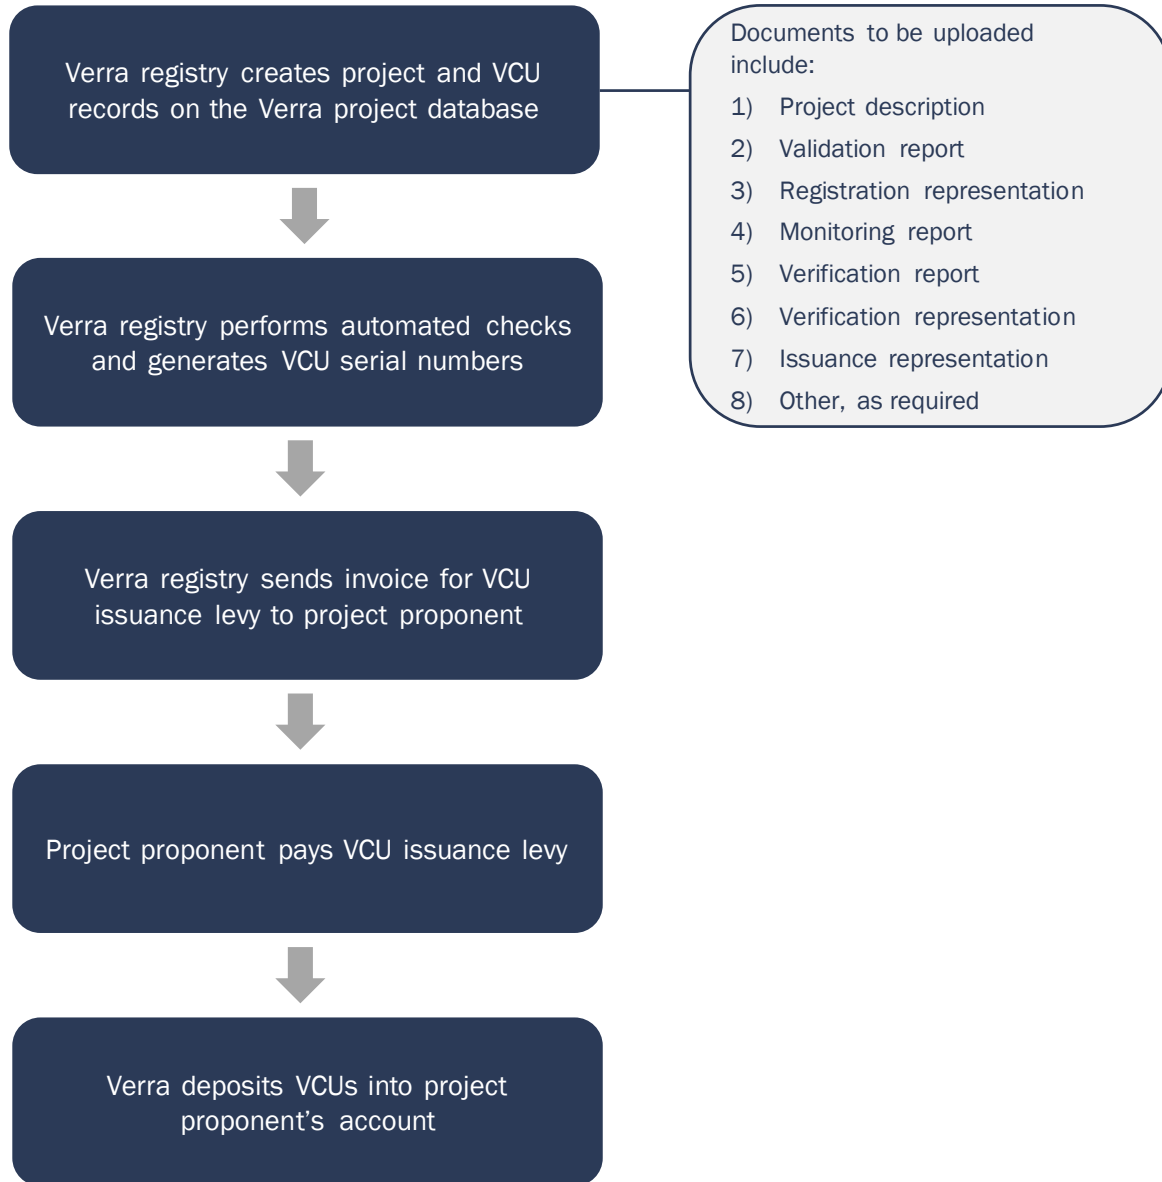 Verra registry creates project and VCU
records on the Verra project database
Documents to be uploaded
include:
1) Project description
2) Validation report
3) Registration representation
4) Monitoring report
5) Verification report
6) Verification representation
7) Issuance representation
8) Other, as required
Verra registry performs automated checks
and generates VCU serial numbers
Verra registry sends invoice for VCU
issuance levy to project proponent
Project proponent pays VCU issuance levy
Verra deposits VCUs into project
proponent’s account